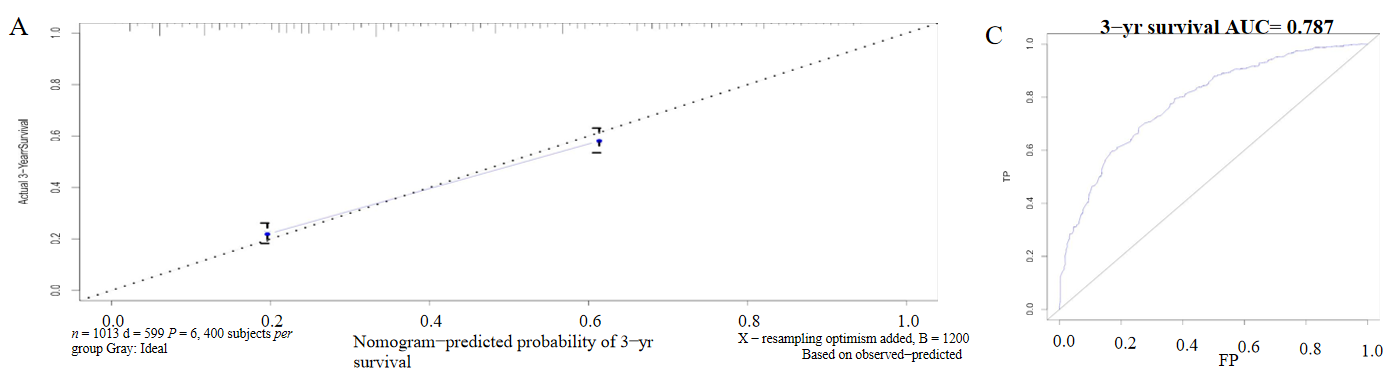 A
Actual 3-YearSurvival
1.0
0.8
0.6
0.4
0.2
0.0
0.0 0.2 0.4 0.6 0.8 1.0
n = 1013 d = 599 P = 6, 400 subjects per
group Gray: Ideal
Nomogram−predicted probability of 3−yr
survival
X − resampling optimism added, B = 1200
Based on observed−predicted
C
3−yr survival AUC= 0.787
TP
1.0
0.8
0.6
0.4
0.2
0.0
0.0 0.2 0.4 0.6 0.8 1.0
FP